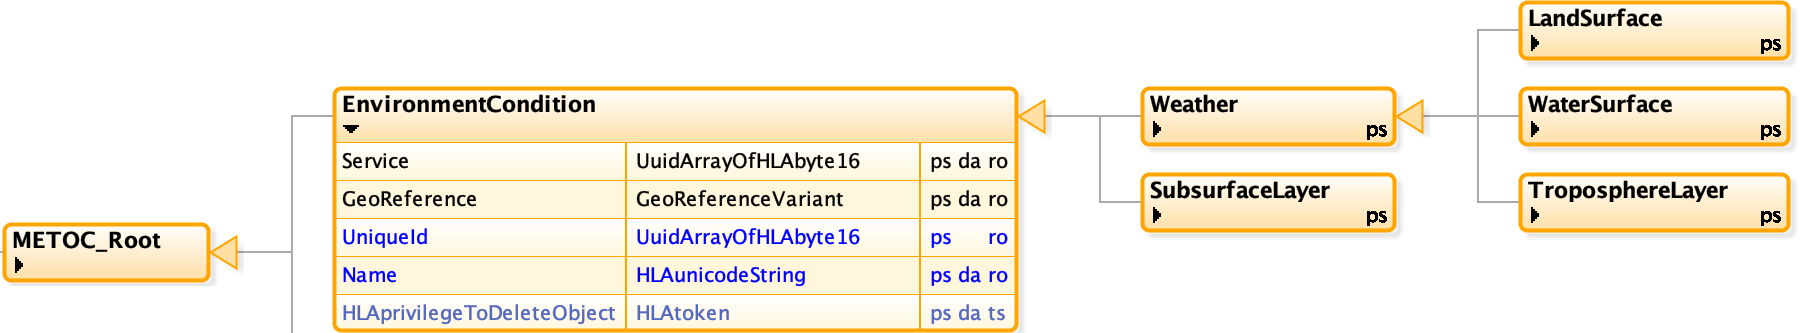 METOC_Root
EnvironmentCondition
Service UuidArrayOfHLAbyte16 ps da ro
GeoReference GeoReferenceVariant ps da ro
UniqueId UuidArrayOfHLAbyte16 ps ro
Name HLAunicodeString ps da ro
HLAprivilegeToDeleteObject HLAtoken ps da ts
Weather
ps
SubsurfaceLayer
ps
LandSurface
ps
WaterSurface
ps
TroposphereLayer
ps